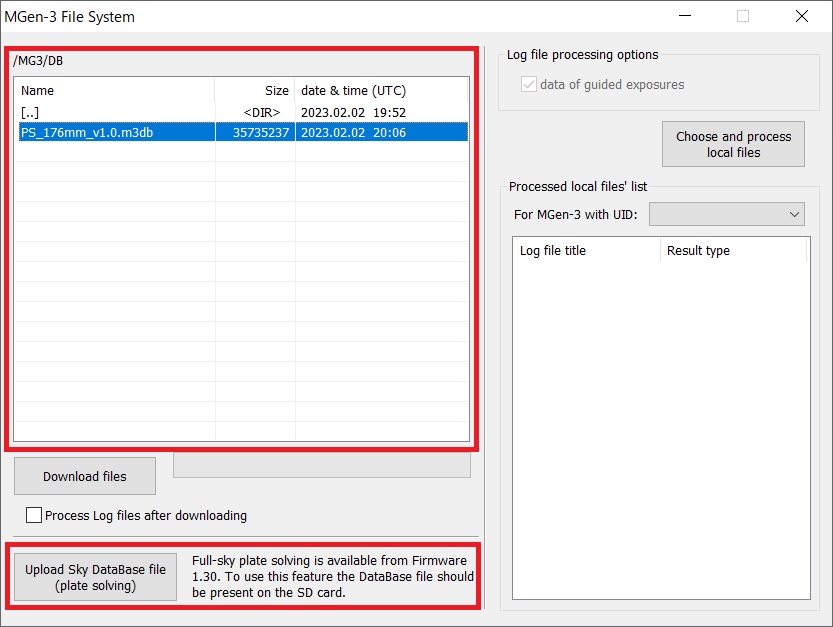 MGen-3 File System
/MG3/DB
Name Size date & time (UTC)
[..] <DIR> 2023.02.02 19:52
PS_176mm_v1.0.m3db 35735237 2023.02.02 20:06
Download files
Process Log files after downloading
Upload Sky DataBase file
(plate solving)
Full-sky plate solving is available from Firmware
1.30. To use this feature the DataBase file should
be present on the SD card.
Log file processing options
data of guided exposures
Choose and process
local files
Processed local files' list
For MGen-3 with UID:
Log file title Result type